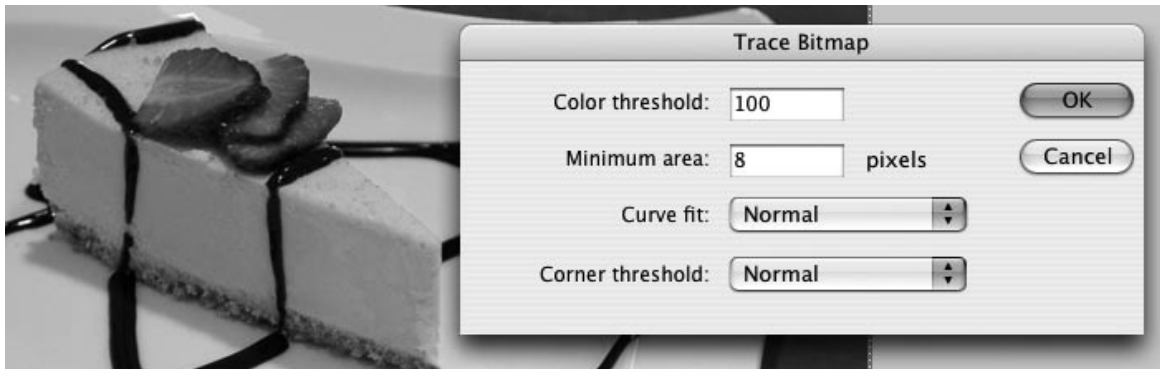 Trace Bitmap
Color threshold: 100 OK
Minimum area: 8 pixels Cancel
Curve fit: Normal
Corner threshold: Normal